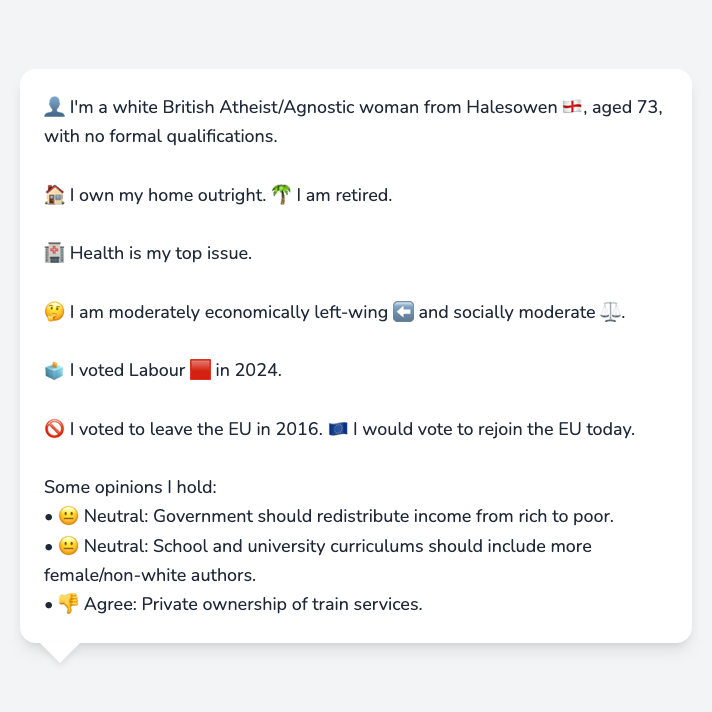 👤 I'm a white British Atheist/Agnostic woman from Halesowen 🏴󠁧󠁢󠁥󠁮󠁧󠁿, aged 73,
with no formal qualifications.
🏠 I own my home outright. 🌴 I am retired.
🏥 Health is my top issue.
🤔 I am moderately economically left-wing ⬅️ and socially moderate ⚖️.
🗳️ I voted Labour 🟥 in 2024.
🚫 I voted to leave the EU in 2016. 🇪🇺 I would vote to rejoin the EU today.
Some opinions I hold:
• 😐 Neutral: Government should redistribute income from rich to poor.
• 😐 Neutral: School and university curriculums should include more
female/non-white authors.
• 👎 Agree: Private ownership of train services.